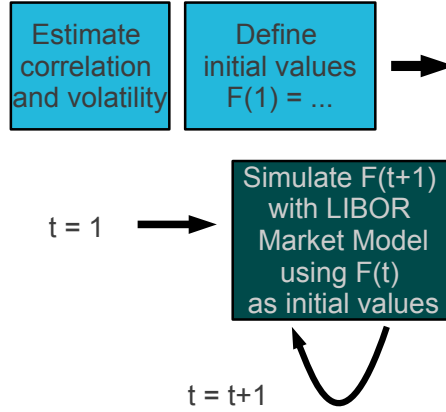 Estimate
correlation
and volatility
Define
initial values
F(1) = ...
t = 1
Simulate F(t+1)
with LIBOR
Market Model
using F(t)
as initial values
t = t+1